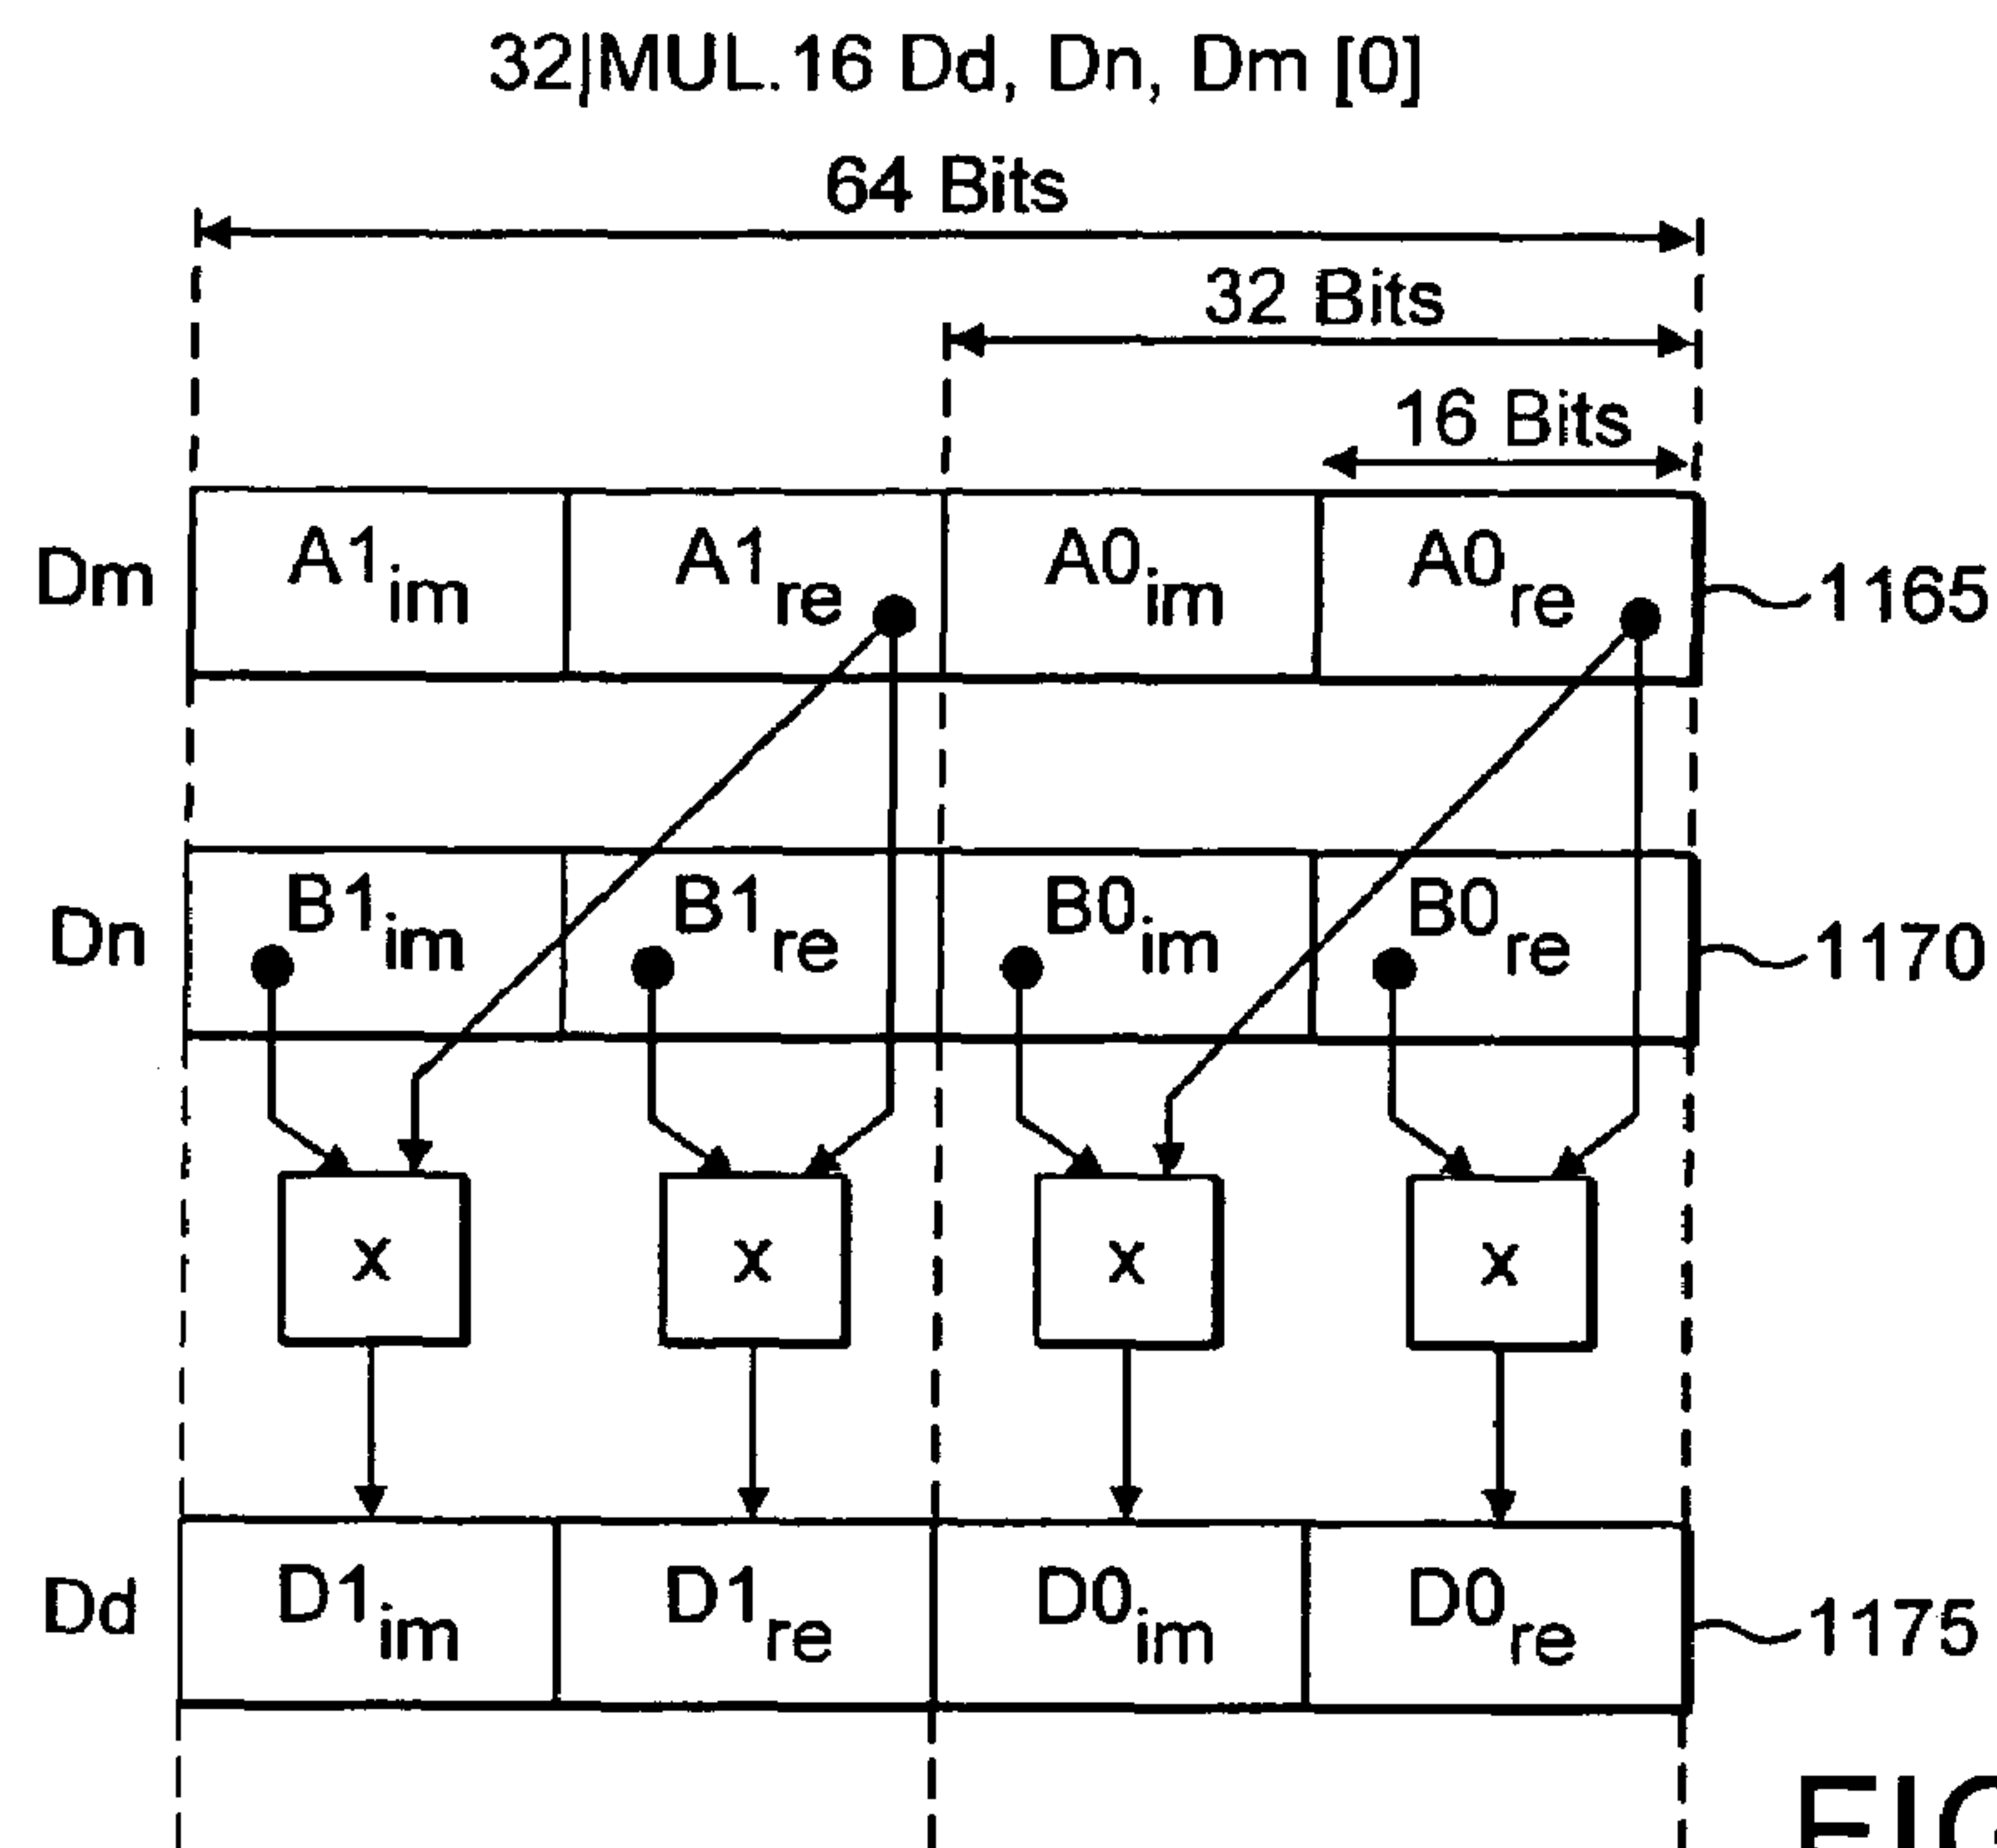 32|MUL.16 Dd, Dn, Dm [0]
64 Bits
32 Bits
16 Bits
Dm A1im A1re A0im A0re 1165
Dn B1im B1re B0im B0re 1170
x x x x
Dd D1im D1re D0im D0re 1175